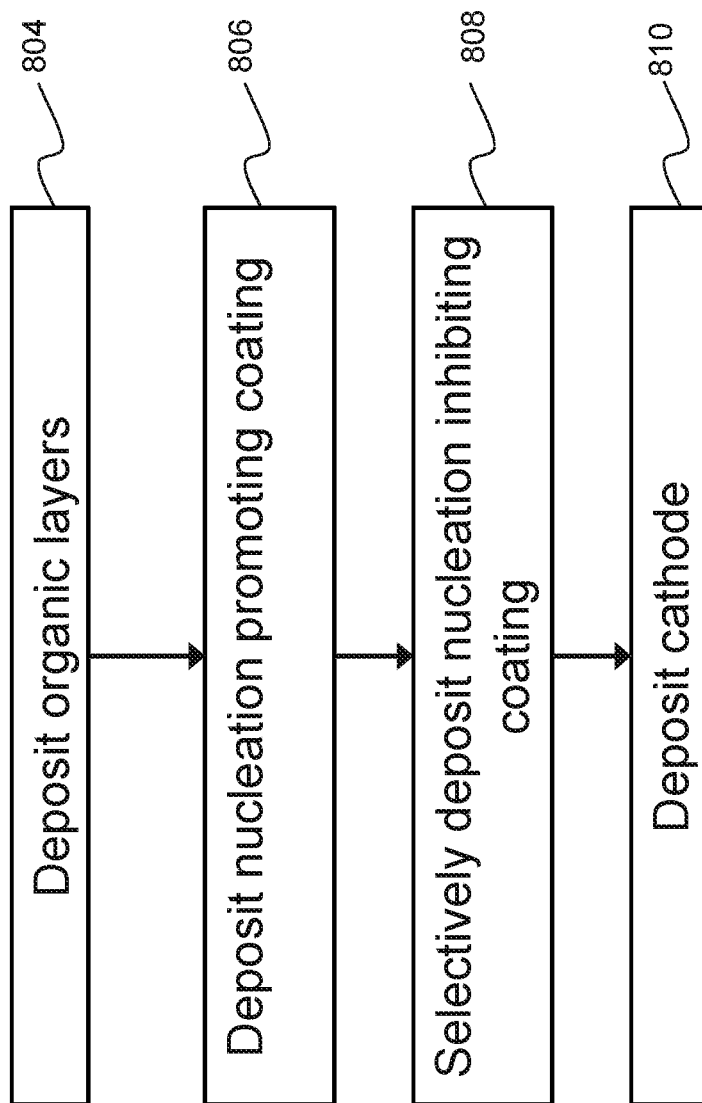 Deposit organic layers
804
Deposit nucleation promoting coating
806
Selectively deposit nucleation inhibiting
coating
808
Deposit cathode
810